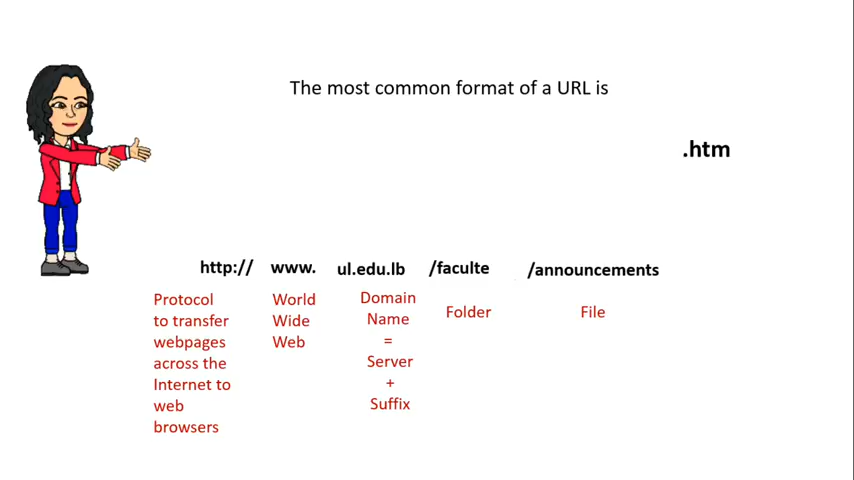 The most common format of a URL is
.htm
http:// www. ul.edu.lb /faculte /announcements
Protocol
to transfer
webpages
across the
Internet to
web
browsers
World
Wide
Web
Domain
Name
=
Server
+
Suffix
Folder
File